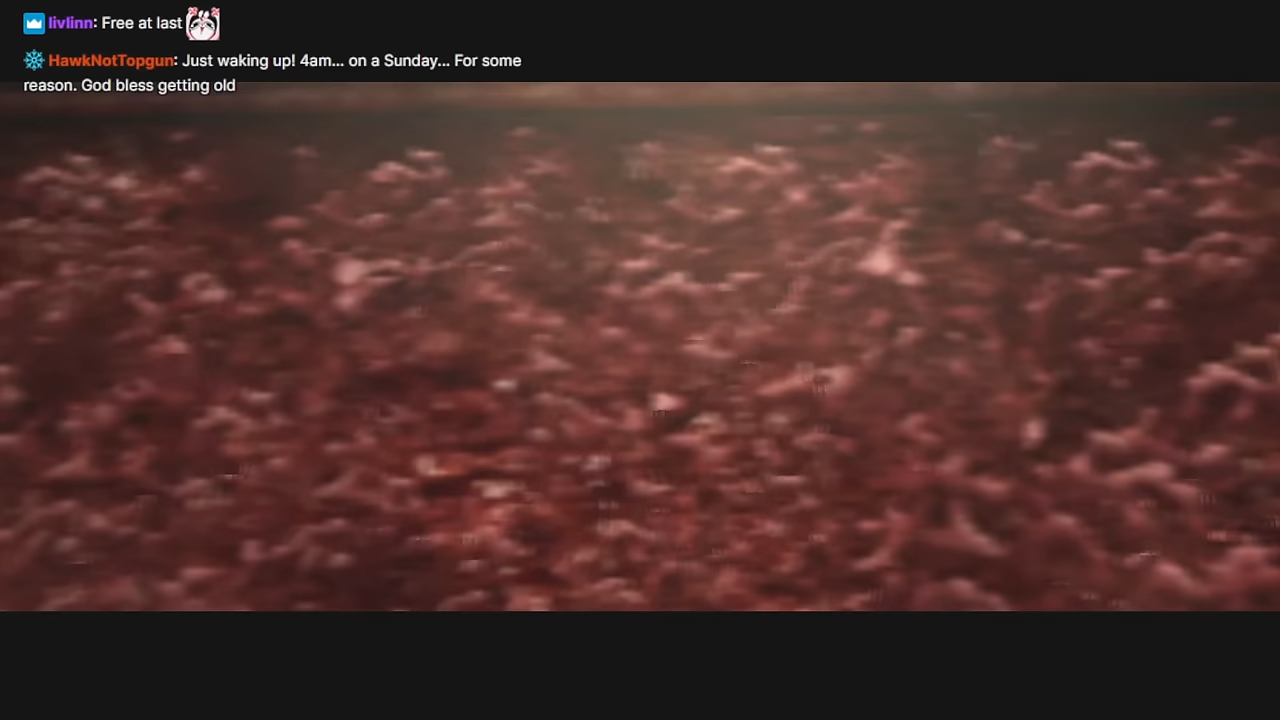 livlinn: Free at last
HawkNotTopgun: Just waking up! 4am... on a Sunday... For some
reason. God bless getting old